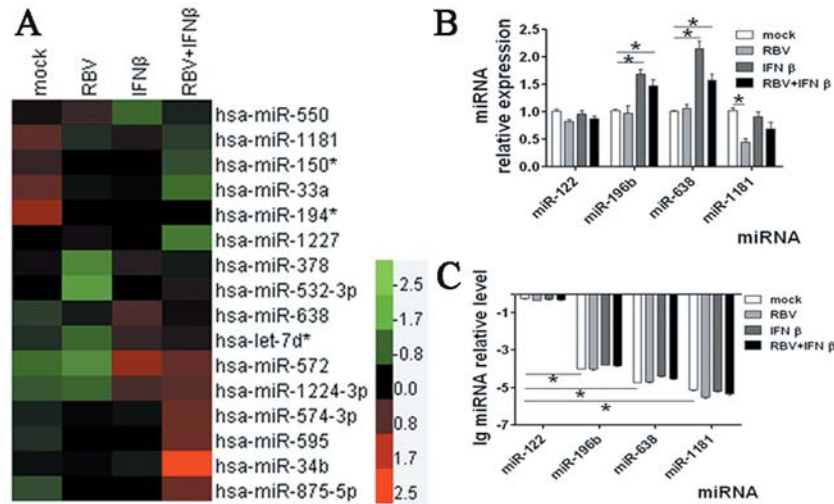 A
mock
RBV
IFNβ
RBV+IFNβ
hsa-miR-550
hsa-miR-1181
hsa-miR-150*
hsa-miR-33a
hsa-miR-194*
hsa-miR-1227
hsa-miR-378
hsa-miR-532-3p
hsa-miR-638
hsa-let-7d*
hsa-miR-572
hsa-miR-1224-3p
hsa-miR-574-3p
hsa-miR-595
hsa-miR-34b
hsa-miR-875-5p
-2.5
-1.7
-0.8
0.0
0.8
1.7
2.5
B
miRNA
relative expression
2.5
2.0
1.5
1.0
0.5
0.0
* * * * *
mock
RBV
IFN β
RBV+IFN β
miR-122
miR-196b
miR-638
miR-1181
miRNA
C
lg miRNA relative level
-1
-3
-5
-7
mock
RBV
IFN β
RBV+IFN β
*
*
*
miR-122
miR-196b
miR-638
miR-1181
miRNA